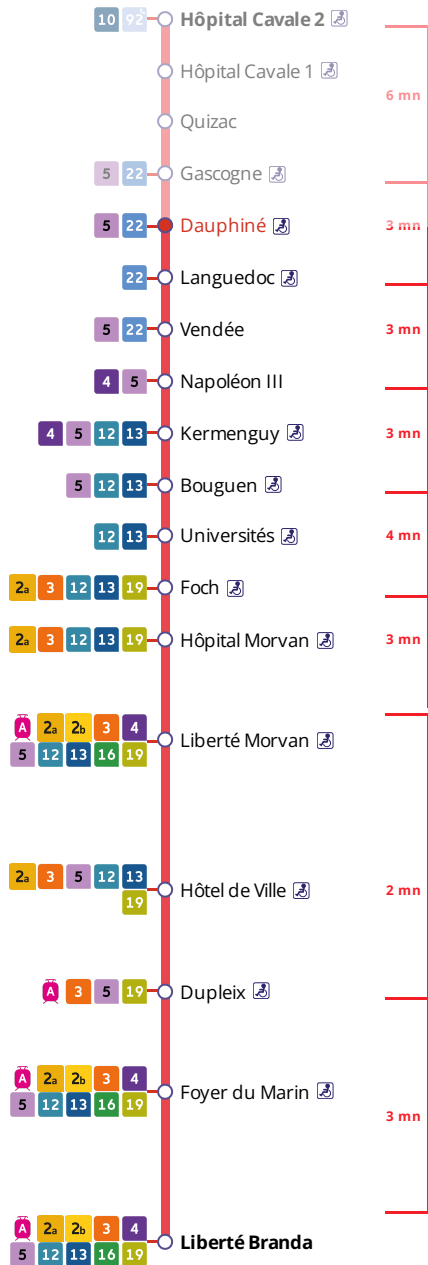 10 92 Hôpital Cavale 2
Hôpital Cavale 1
6 mn
Quizac
5 22 Gascogne
5 22 Dauphiné 3 mn
22 Languedoc
5 22 Vendée 3 mn
4 5 Napoléon III
4 5 12 13 Kermenguy 3 mn
5 12 13 Bouguen
12 13 Universités 4 mn
2a 3 12 13 19 Foch
2a 3 12 13 19 Hôpital Morvan 3 mn
A 2a 2b 3 4
5 12 13 16 19
Liberté Morvan
2a 3 5 12 13
19
Hôtel de Ville 2 mn
A 3 5 19 Dupleix
A 2a 2b 3 4
5 12 13 16 19
Foyer du Marin
3 mn
A 2a 2b 3 4
5 12 13 16 19
Liberté Branda